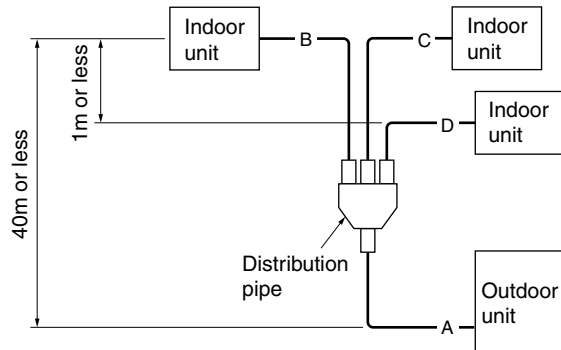 Indoor
unit
B
C
Indoor
unit
1m or less
D
Indoor
unit
40m or less
Distribution
pipe
A
Outdoor
unit